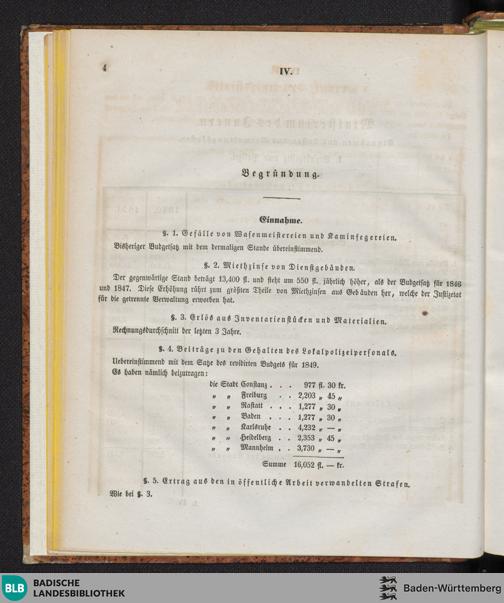 4
IV.
Begründung.
Einnahme.
§. 1. Gefälle von Wasenmeistereien und Kaminfegereien.
Bisheriger Budgetsatz mit dem dermaligen Stande übereinstimmend.
§. 2. Miethzinse von Dienstgebäuden.
Der gegenwärtige Stand beträgt 13,400 fl. und steht um 550 fl. jährlich höher, als der Budgetsatz für 1846
und 1847. Diese Erhöhung rührt zum größten Theile von Miethzinsen aus Gebäuden her, welche der Justizetat
für die getrennte Verwaltung erworben hat.
§. 3. Erlös aus Inventarienstücken und Materialien.
Rechnungsdurchschnitt der letzten 3 Jahre.
§. 4. Beiträge zu den Gehalten des Lokalpolizeipersonals.
Uebereinstimmend mit dem Satze des revidirten Budgets für 1849.
Es haben nämlich beizutragen:
die Stadt Constanz . . . 977 fl. 30 kr.
„ „ Freiburg . . 2,203 „ 45 „
„ „ Rastatt . . . 1,277 „ 30 „
„ „ Baden . . . 1,277 „ 30 „
„ „ Karlsruhe . . 4,232 „ — „
„ „ Heidelberg . . 2,353 „ 45 „
„ „ Mannheim . . 3,730 „ — „
Summe 16,052 fl. — kr.
§. 5. Ertrag aus den in öffentliche Arbeit verwandelten Strafen.
Wie bei §. 3.
BLB
BADISCHE
LANDESBIBLIOTHEK
Baden-Württemberg